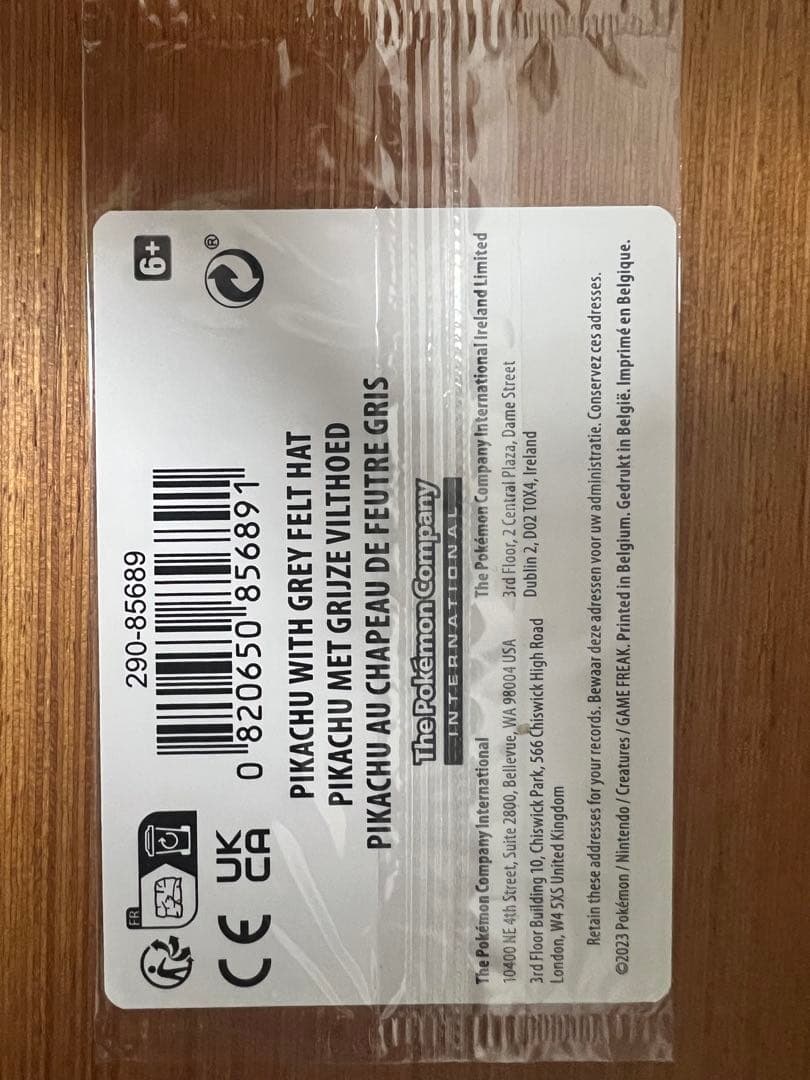 290-85689
0 820650 856891
6+
®
FR
CE
UK
CA
PIKACHU WITH GREY FELT HAT
PIKACHU MET GRIJZE VILTHOED
PIKACHU AU CHAPEAU DE FEUTRE GRIS
The Pokémon Company
INTERNATIONAL
The Pokémon Company International
10400 NE 4th Street, Suite 2800, Bellevue, WA 98004 USA
3rd Floor Building 10, Chiswick Park, 566 Chiswick High Road
London, W4 5XS United Kingdom
The Pokémon Company International Ireland Limited
3rd Floor, 2 Central Plaza, Dame Street
Dublin 2, D02 T0X4, Ireland
Retain these addresses for your records. Bewaar deze adressen voor uw administratie. Conservez ces adresses.
©2023 Pokémon / Nintendo / Creatures / GAME FREAK. Printed in Belgium. Gedrukt in België. Imprimé en Belgique.